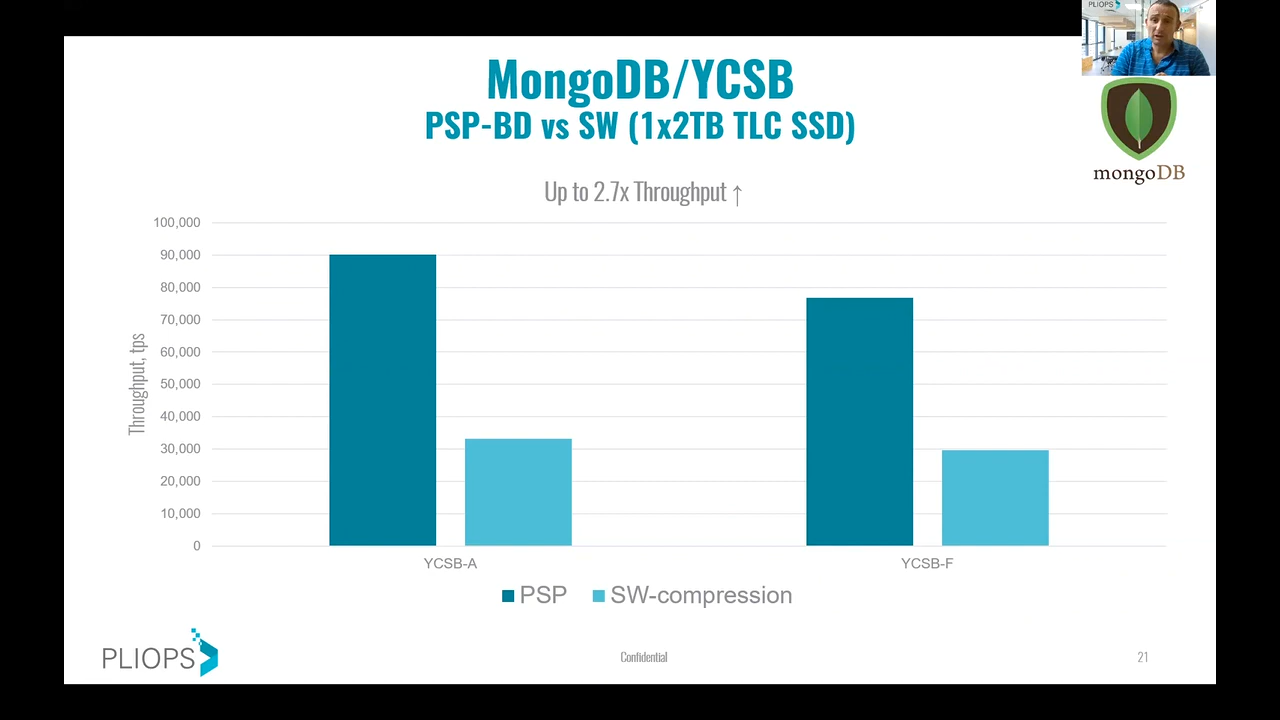 PLIOPS
MongoDB/YCSB
PSP-BD vs SW (1x2TB TLC SSD)
mongoDB
Up to 2.7x Throughput ↑
100,000
90,000
80,000
70,000
60,000
50,000
40,000
30,000
20,000
10,000
0
Throughput, tps
YCSB-A
YCSB-F
PSP
SW-compression
PLIOPS
Confidential
21